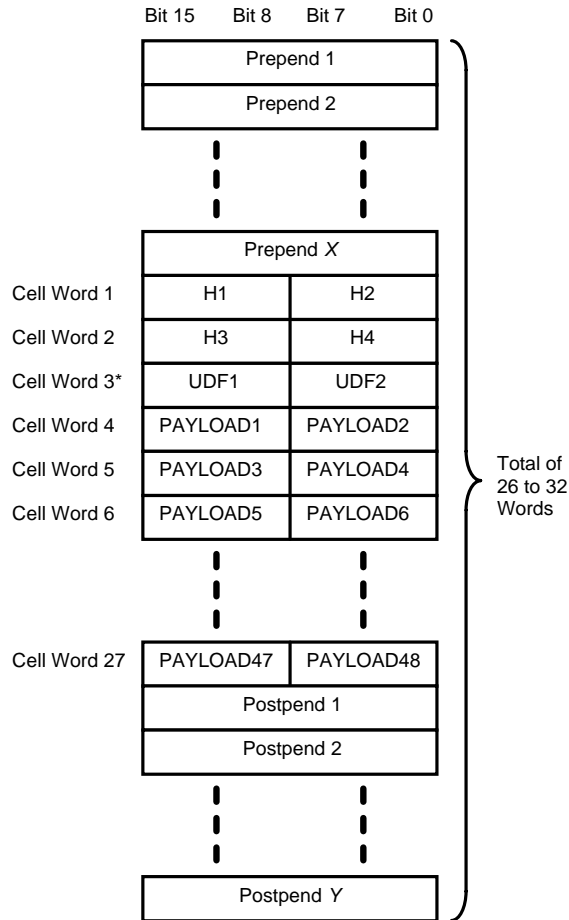 Bit 15 Bit 8 Bit 7 Bit 0
Prepend 1
Prepend 2
Prepend X
Cell Word 1 H1 H2
Cell Word 2 H3 H4
Cell Word 3* UDF1 UDF2
Cell Word 4 PAYLOAD1 PAYLOAD2
Cell Word 5 PAYLOAD3 PAYLOAD4
Cell Word 6 PAYLOAD5 PAYLOAD6
Total of
26 to 32
Words
Cell Word 27 PAYLOAD47 PAYLOAD48
Postpend 1
Postpend 2
Postpend Y